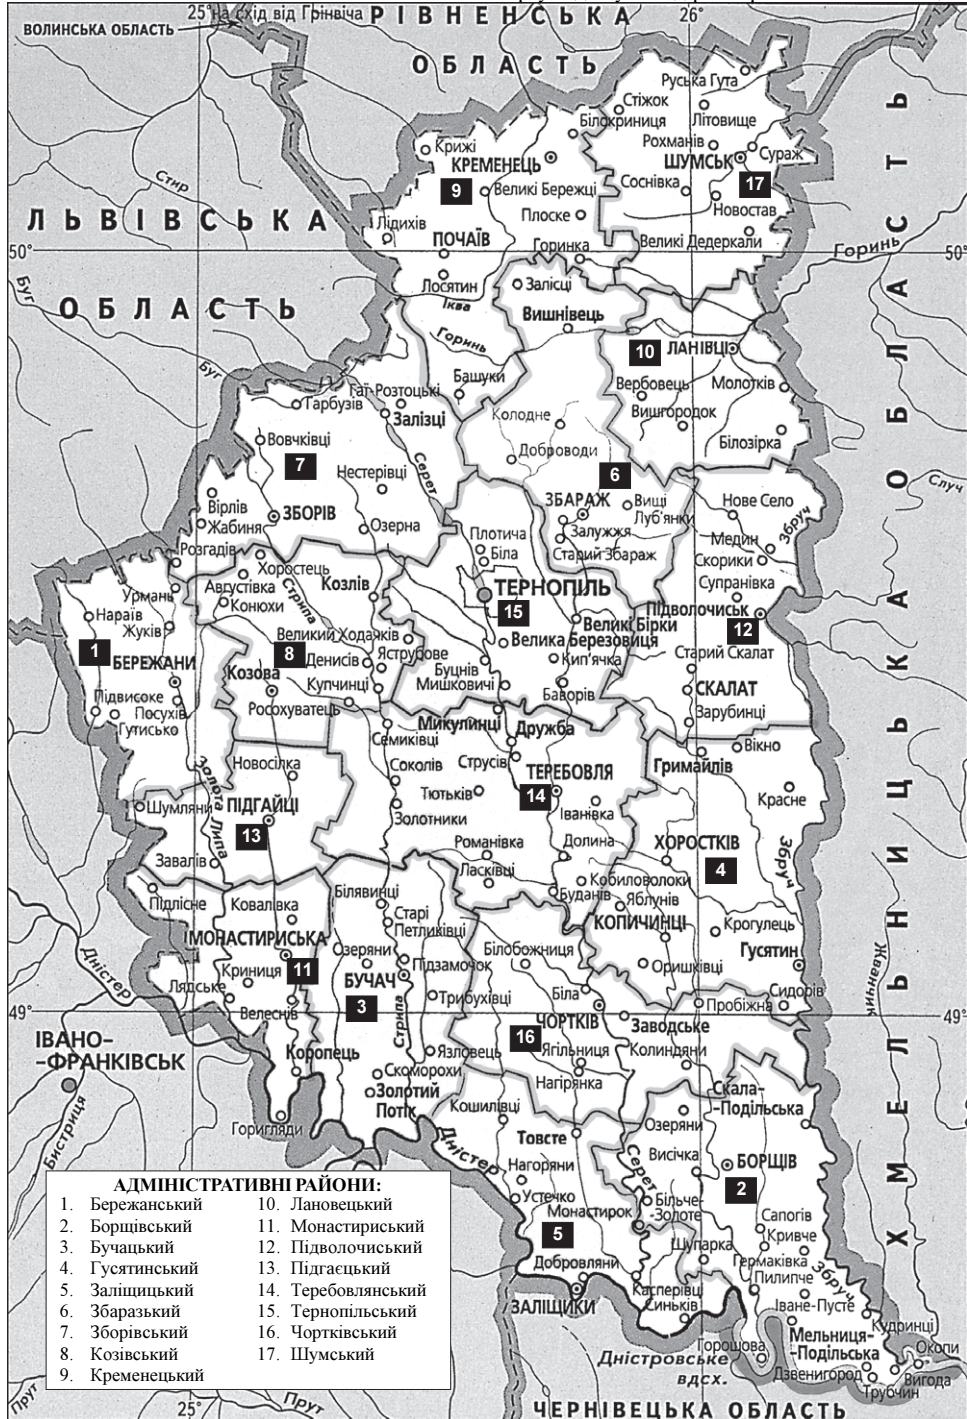 25° на схід від Грінвіча
РІВНЕНСЬКА
26°
ВОЛИНСЬКА ОБЛАСТЬ
ОБЛАСТЬ
Руська Гута
Стіжок
Білокриниця
Літовище
Крижі
Рохманів
КРЕМЕНЕЦЬ
ШУМСЬК
Сураж
Стир
9
Великі Бережці
Соснівка
17
ЛЬВІВСЬКА
Плоске
Новостав
Лідихів
ПОЧАЇВ
Горинка
Великі Дедеркали
50°
50°
Горинь
Буг
Лосятин
Залісці
ОБЛАСТЬ
Іква
Вишнівець
Горинь
10
ЛАНІВЦІ
Буг
Башуки
Вербовець
Молотків
Гаї-Розтоцькі
Гарбузів
Залізці
Колодне
Вишгородок
Вовчківці
Білозірка
7
Нестерівці
Серет
Доброводи
6
Случ
ЗБАРАЖ
Вищі
Луб'янки
Нове Село
Вірлів
ЗБОРІВ
Збруч
Жабиня
Озерна
Плотича
Залужжя
Медин
Розгадів
Біла
Старий Збараж
Скорики
Хоростець
Козлів
Августівка
Стрипа
ТЕРНОПІЛЬ
Супранівка
Урмань
Конюхи
15
Підволочиськ
Нараїв
Великі Бірки
12
Жуків
Великий Ходачків
Велика Березовиця
1
8
БЕРЕЖАНИ
Денисів
Яструбове
Старий Скалат
Козова
Буцнів
Кип'ячка
Купчинці
Мишковичі
СКАЛАТ
Підвисоке
Баворів
Посухів
Росохуватець
Зарубинці
Гутисько
Микулинці
Дружба
Семиківці
Вікно
Золота Липа
Новосілка
Соколів
Струсів
ТЕРЕБОВЛЯ
Гримайлів
Шумляни
ПІДГАЙЦІ
Тютьків
14
Красне
Іванівка
13
Золотники
Романівка
Долина
ХОРОСТКІВ
Завалів
Ласківці
4
Збруч
Підлісне
Білявинці
Кобиловолоки
Ковалівка
Буданів
Яблунів
Старі
Петликівці
КОПИЧИНЦІ
Крогулець
МОНАСТИРИСЬКА
Озеряни
Білобожниця
Гусятин
Дністер
Криниця
11
БУЧАЧ
Підзамочок
Оришківці
Жванчик
Лядське
3
Трибухівці
Біла
Пробіжна
Сидорів
Велеснів
Стрипа
49°
49°
ІВАНО-
-ФРАНКІВСЬК
ЧОРТКІВ
Заводське
16
Коропець
Язловець
Ягільниця
Колиндяни
Скоморохи
Золотий
Потік
Нагірянка
Скала-
-Подільська
Бистриця
Горигляди
Кошилівці
Озеряни
Дністер
Товсте
Серет
Висічка
БОРЩІВ
АДМІНІСТРАТИВНІ РАЙОНИ:
1. Бережанський
2. Борщівський
3. Бучацький
4. Гусятинський
5. Заліщицький
6. Збаразький
7. Зборівський
8. Козівський
9. Кременецький
10. Лановецький
11. Монастириський
12. Підволочиський
13. Підгаєцький
14. Теребовлянський
15. Тернопільський
16. Чортківський
17. Шумський
Нагоряни
2
Устечко
Більче-
-Золоте
Монастирок
Сапогів
5
Шупарка
Кривче
Добровляни
Гермаківка
Збруч
Касперівці
Пилипче
ЗАЛІЩИКИ
Синьків
Іване-Пусте
Кудринці
Горошова
Мельниця-
-Подільська
Окопи
Дністровське
вдсх.
Дзвенигород
Вигода
Трубчин
Прут
25°
Прут
ЧЕРНІВЕЦЬКА ОБЛАСТЬ
ХМЕЛЬНИЦЬКА ОБЛАСТЬ